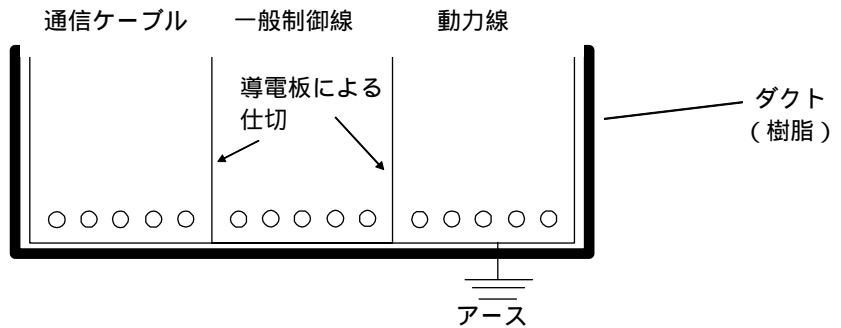 通信ケーブル
一般制御線
動力線
導電板による
仕切
ダクト
(樹脂)
アース